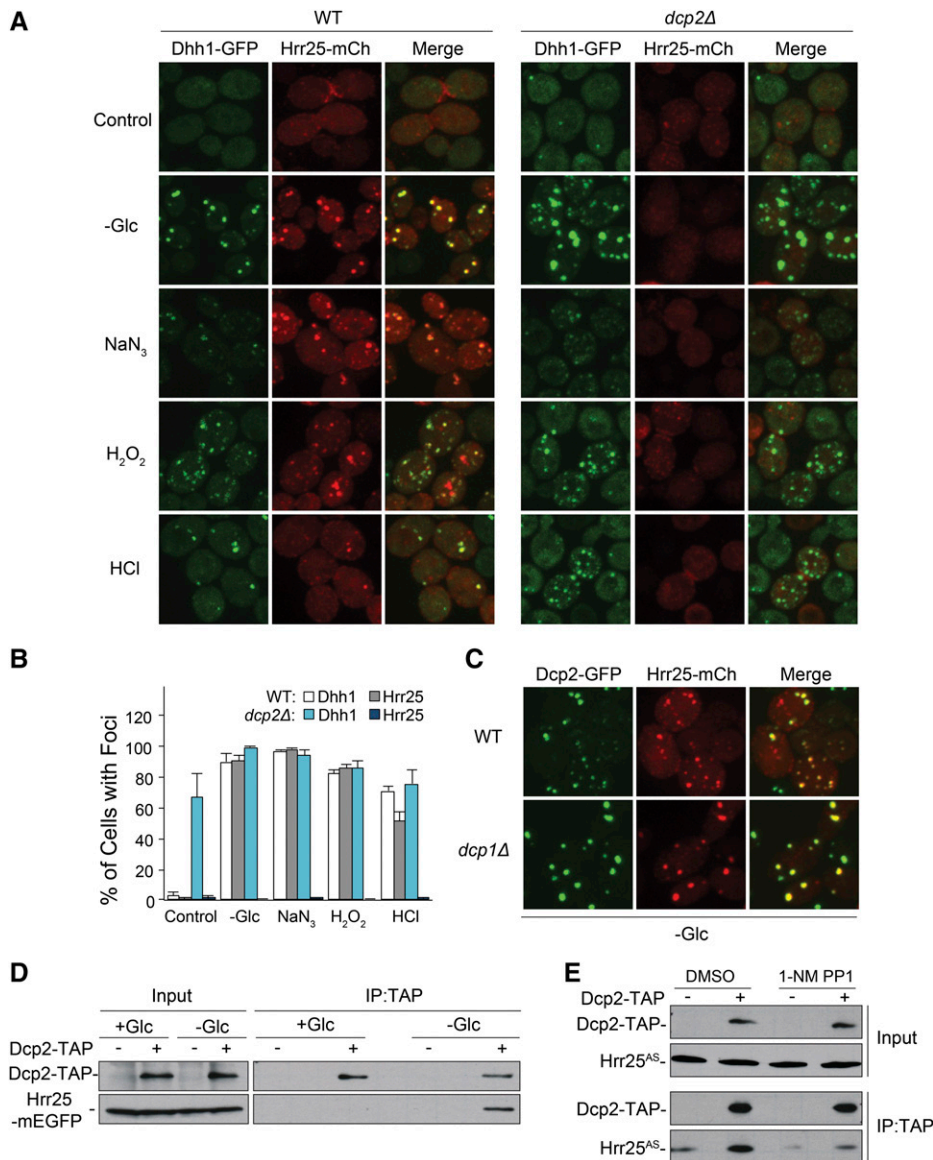 A
WT
dcp2Δ
Dhh1-GFP Hrr25-mCh Merge
Dhh1-GFP Hrr25-mCh Merge
Control
-Glc
NaN3
H2O2
HCl
B
WT: Dhh1 Hrr25
dcp2Δ: Dhh1 Hrr25
% of Cells with Foci
120
100
80
60
40
20
0
Control -Glc NaN3 H2O2 HCl
C
Dcp2-GFP Hrr25-mCh Merge
WT
dcp1Δ
-Glc
D
Input IP:TAP
+Glc -Glc +Glc -Glc
Dcp2-TAP - + - + - + - +
Dcp2-TAP-
Hrr25
-mEGFP -
E
DMSO 1-NM PP1
Dcp2-TAP - + - +
Dcp2-TAP-
Hrr25AS-
Input
Dcp2-TAP-
Hrr25AS-
IP:TAP